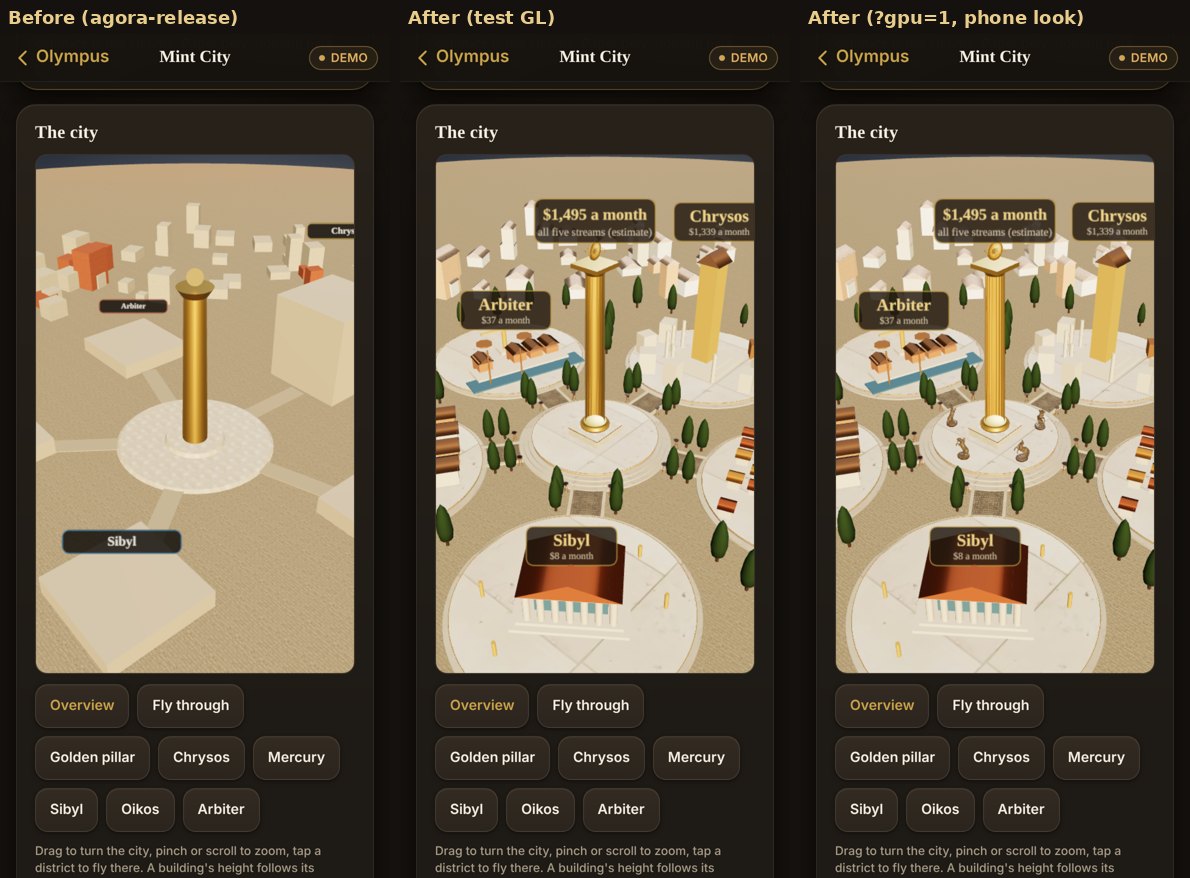 Before (agora-release)
Olympus
Mint City
DEMO
The city
Chrys
Arbiter
Sibyl
Overview
Fly through
Golden pillar
Chrysos
Mercury
Sibyl
Oikos
Arbiter
Drag to turn the city, pinch or scroll to zoom, tap a
district to fly there. A building's height follows its
After (test GL)
Olympus
Mint City
DEMO
The city
$1,495 a month
all five streams (estimate)
Chrysos
$1,339 a month
Arbiter
$37 a month
Sibyl
$8 a month
Overview
Fly through
Golden pillar
Chrysos
Mercury
Sibyl
Oikos
Arbiter
Drag to turn the city, pinch or scroll to zoom, tap a
district to fly there. A building's height follows its
After (?gpu=1, phone look)
Olympus
Mint City
DEMO
The city
$1,495 a month
all five streams (estimate)
Chrysos
$1,339 a month
Arbiter
$37 a month
Sibyl
$8 a month
Overview
Fly through
Golden pillar
Chrysos
Mercury
Sibyl
Oikos
Arbiter
Drag to turn the city, pinch or scroll to zoom, tap a
district to fly there. A building's height follows its